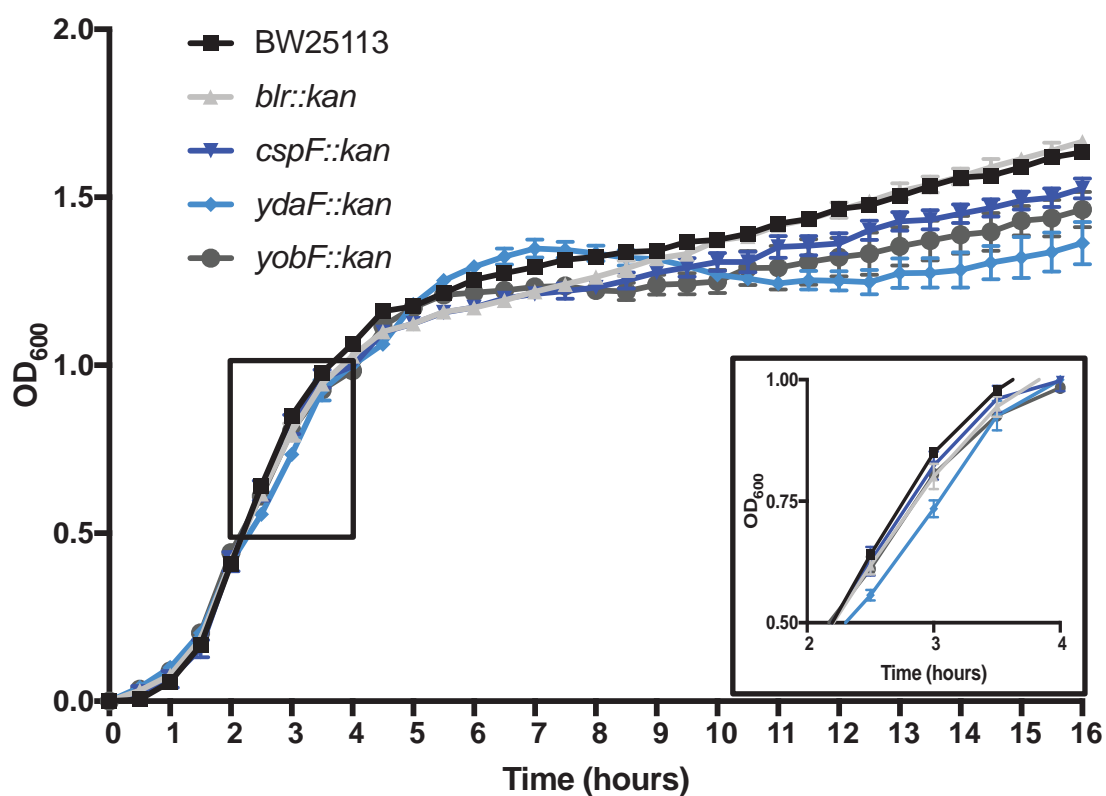 BW25113
blr::kan
cspF::kan
ydaF::kan
yobF::kan
2.0
1.5
1.0
0.5
0.0
OD600
0 1 2 3 4 5 6 7 8 9 10 11 12 13 14 15 16
Time (hours)
1.00
0.75
0.50
OD600
2 3 4
Time (hours)